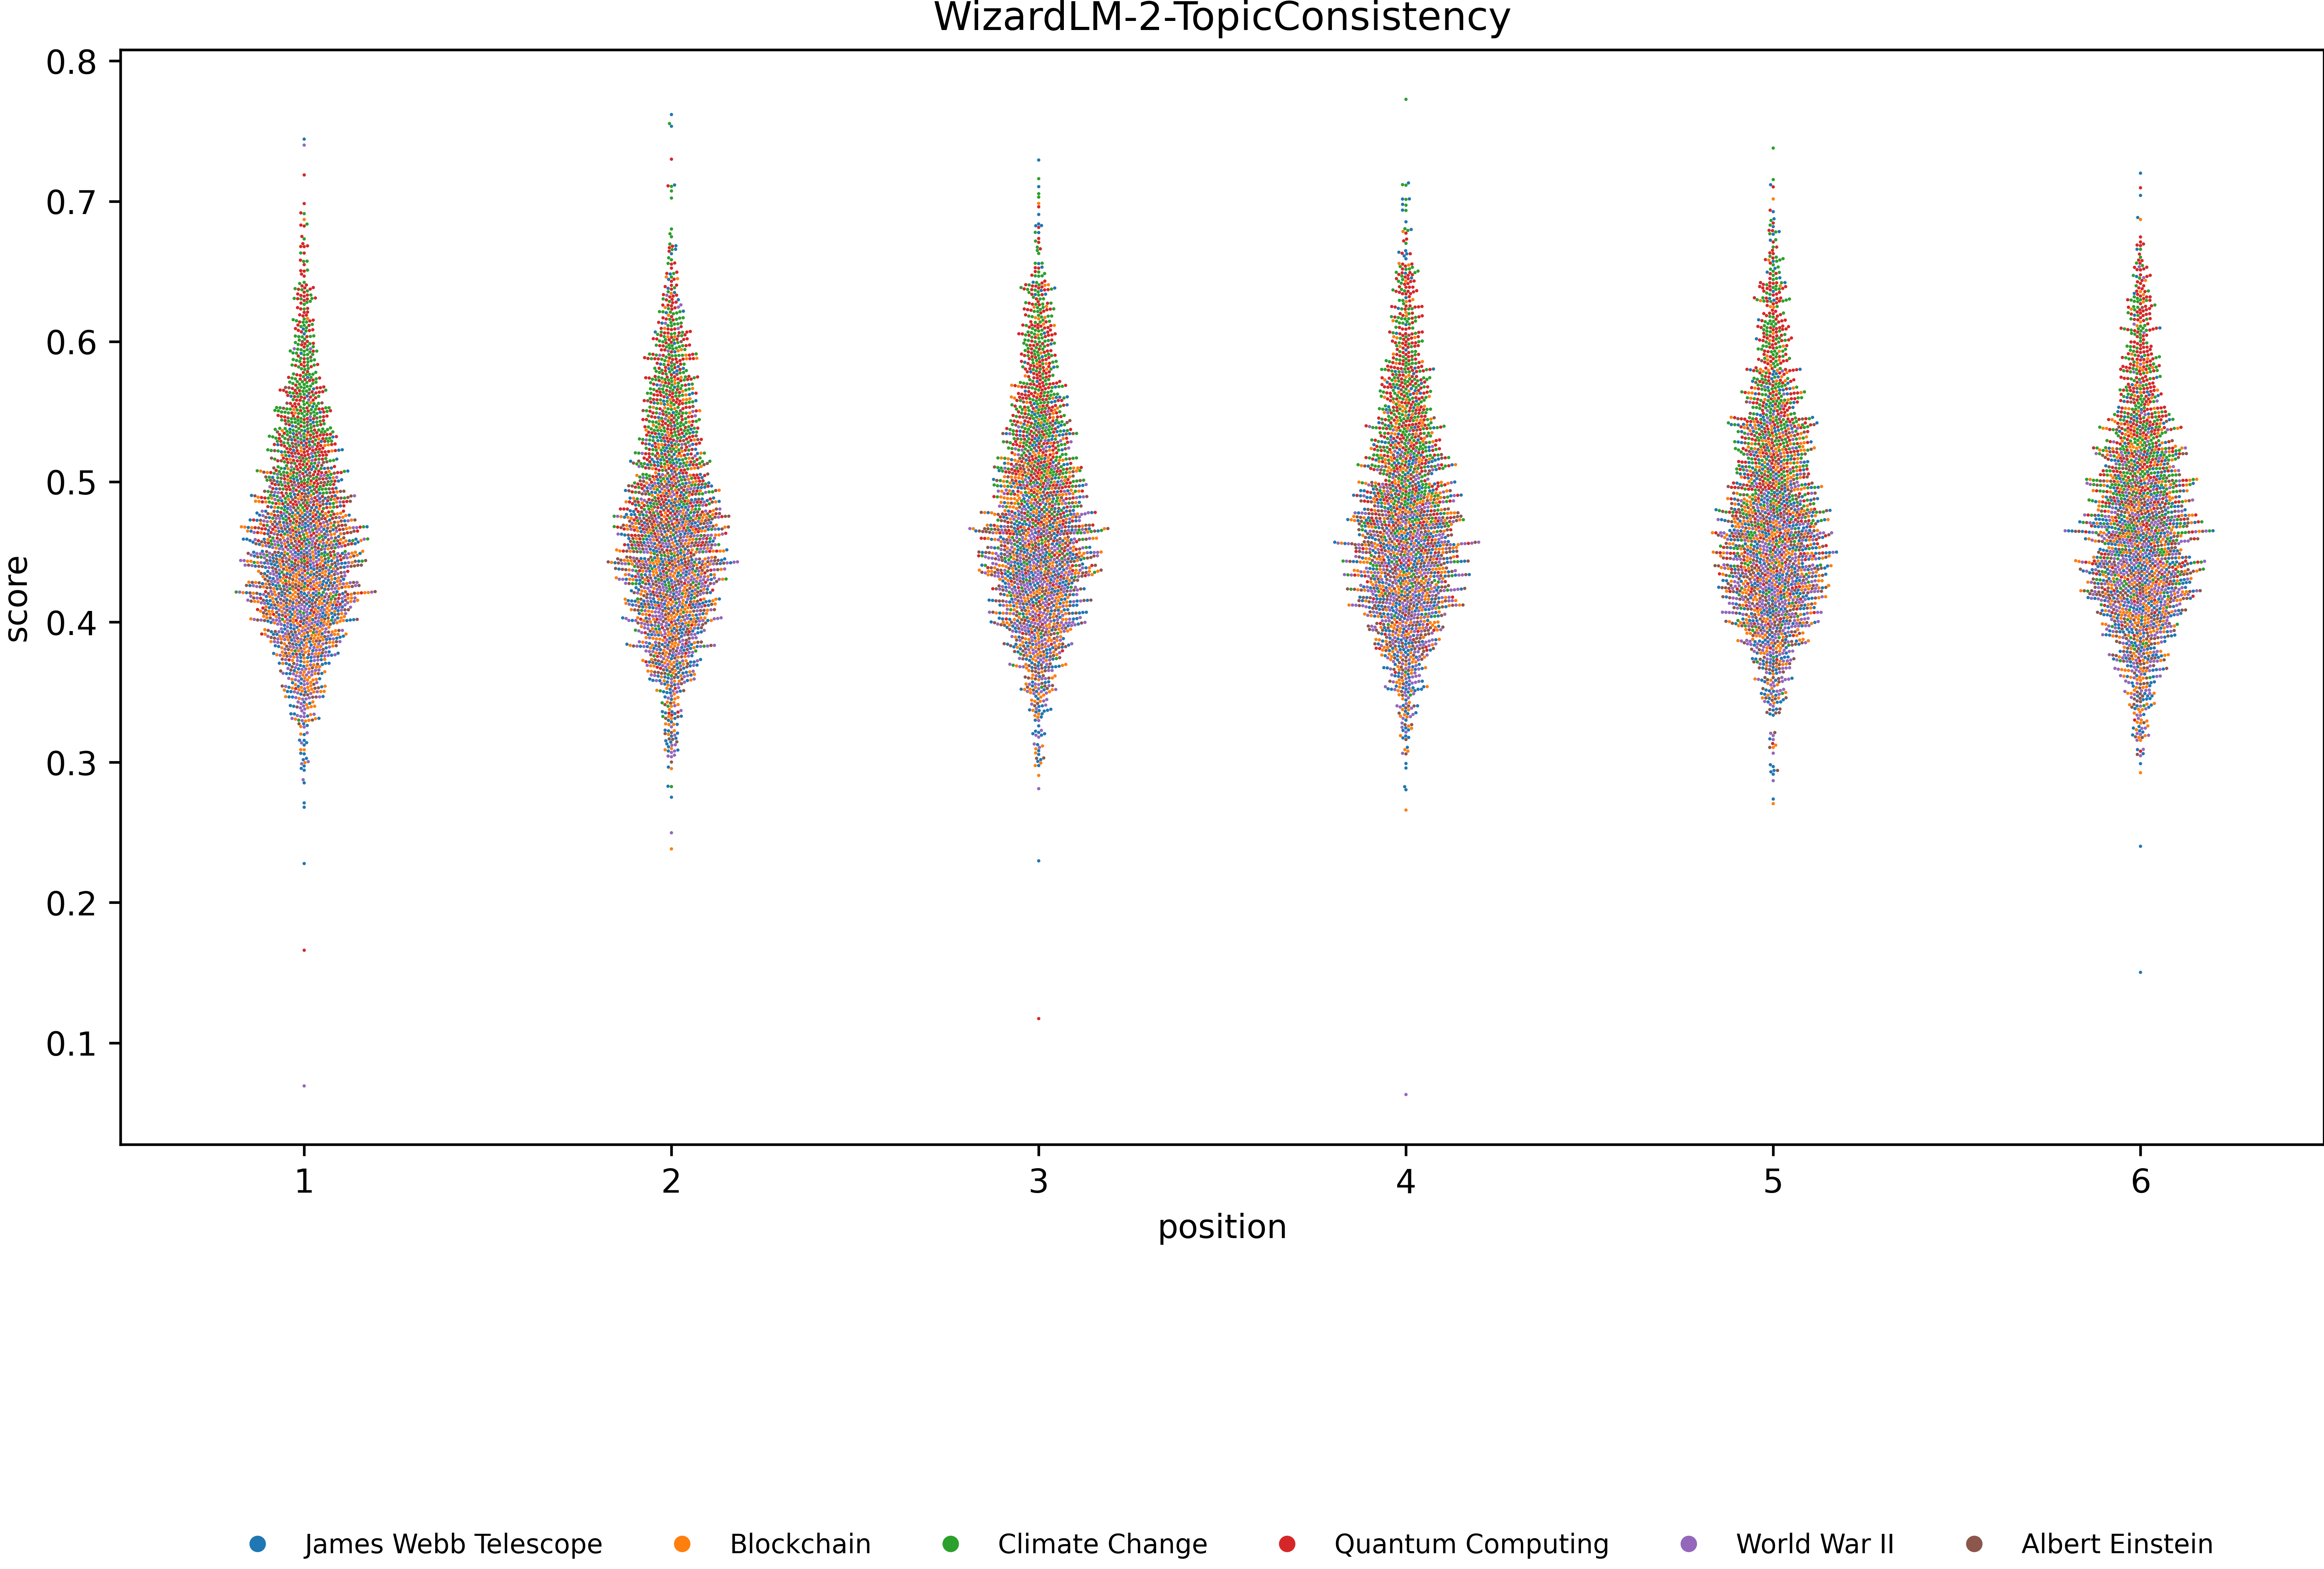 WizardLM-2-TopicConsistency
0.8
0.7
0.6
0.5
0.4
0.3
0.2
0.1
score
1 2 3 4 5 6
position
James Webb Telescope Blockchain Climate Change Quantum Computing World War II Albert Einstein